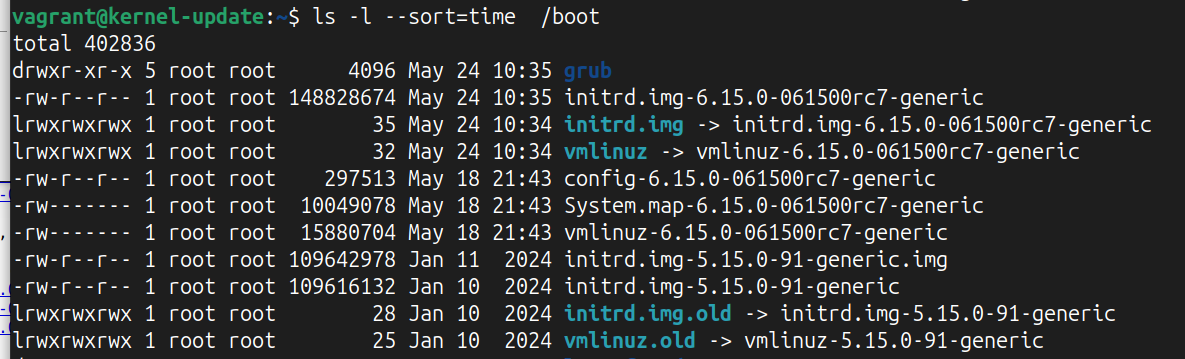 vagrant@kernel-update:~$ ls -l --sort=time  /boot
total 402836
drwxr-xr-x 5 root root      4096 May 24 10:35 grub
-rw-r--r-- 1 root root 148828674 May 24 10:35 initrd.img-6.15.0-061500rc7-generic
lrwxrwxrwx 1 root root        35 May 24 10:34 initrd.img -> initrd.img-6.15.0-061500rc7-generic
lrwxrwxrwx 1 root root        32 May 24 10:34 vmlinuz -> vmlinuz-6.15.0-061500rc7-generic
-rw-r--r-- 1 root root    297513 May 18 21:43 config-6.15.0-061500rc7-generic
-rw------- 1 root root  10049078 May 18 21:43 System.map-6.15.0-061500rc7-generic
-rw------- 1 root root  15880704 May 18 21:43 vmlinuz-6.15.0-061500rc7-generic
-rw-r--r-- 1 root root 109642978 Jan 11  2024 initrd.img-5.15.0-91-generic.img
-rw-r--r-- 1 root root 109616132 Jan 10  2024 initrd.img-5.15.0-91-generic
lrwxrwxrwx 1 root root        28 Jan 10  2024 initrd.img.old -> initrd.img-5.15.0-91-generic
lrwxrwxrwx 1 root root        25 Jan 10  2024 vmlinuz.old -> vmlinuz-5.15.0-91-generic